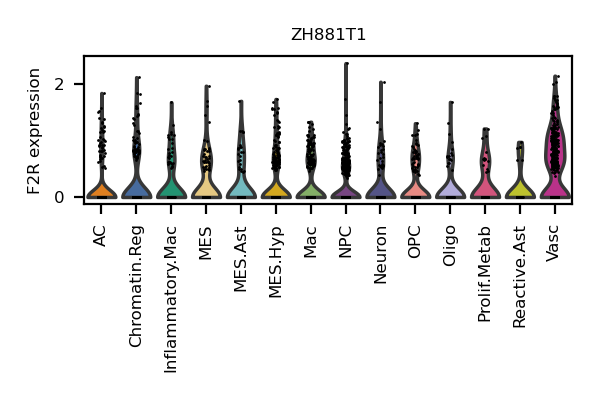 ZH881T1
F2R expression
2
0
AC
Chromatin.Reg
Inflammatory.Mac
MES
MES.Ast
MES.Hyp
Mac
NPC
Neuron
OPC
Oligo
Prolif.Metab
Reactive.Ast
Vasc